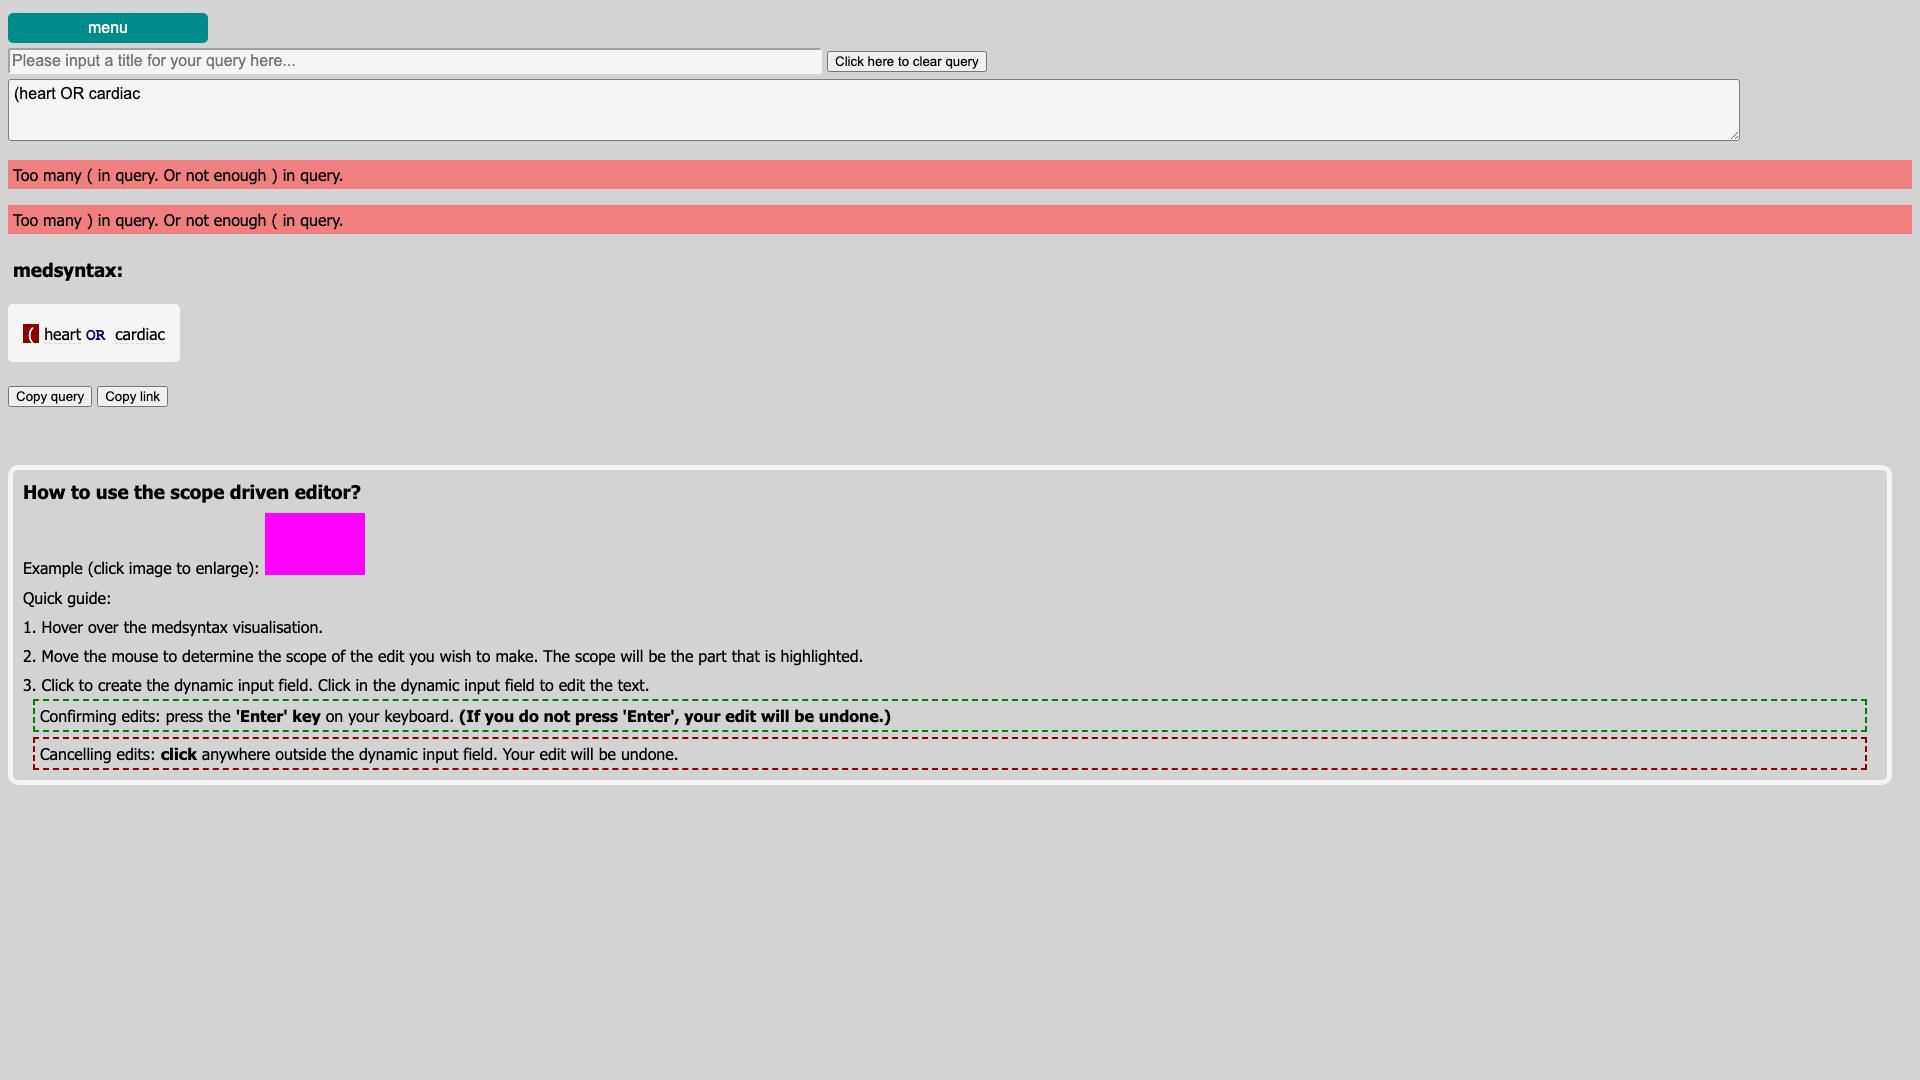 menu
Please input a title for your query here... Click here to clear query
(heart OR cardiac
Too many ( in query. Or not enough ) in query.
Too many ) in query. Or not enough ( in query.
medsyntax:
( heart OR cardiac
Copy query Copy link
How to use the scope driven editor?
Example (click image to enlarge):
Quick guide:
1. Hover over the medsyntax visualisation.
2. Move the mouse to determine the scope of the edit you wish to make. The scope will be the part that is highlighted.
3. Click to create the dynamic input field. Click in the dynamic input field to edit the text.
Confirming edits: press the 'Enter' key on your keyboard. (If you do not press 'Enter', your edit will be undone.)
Cancelling edits: click anywhere outside the dynamic input field. Your edit will be undone.